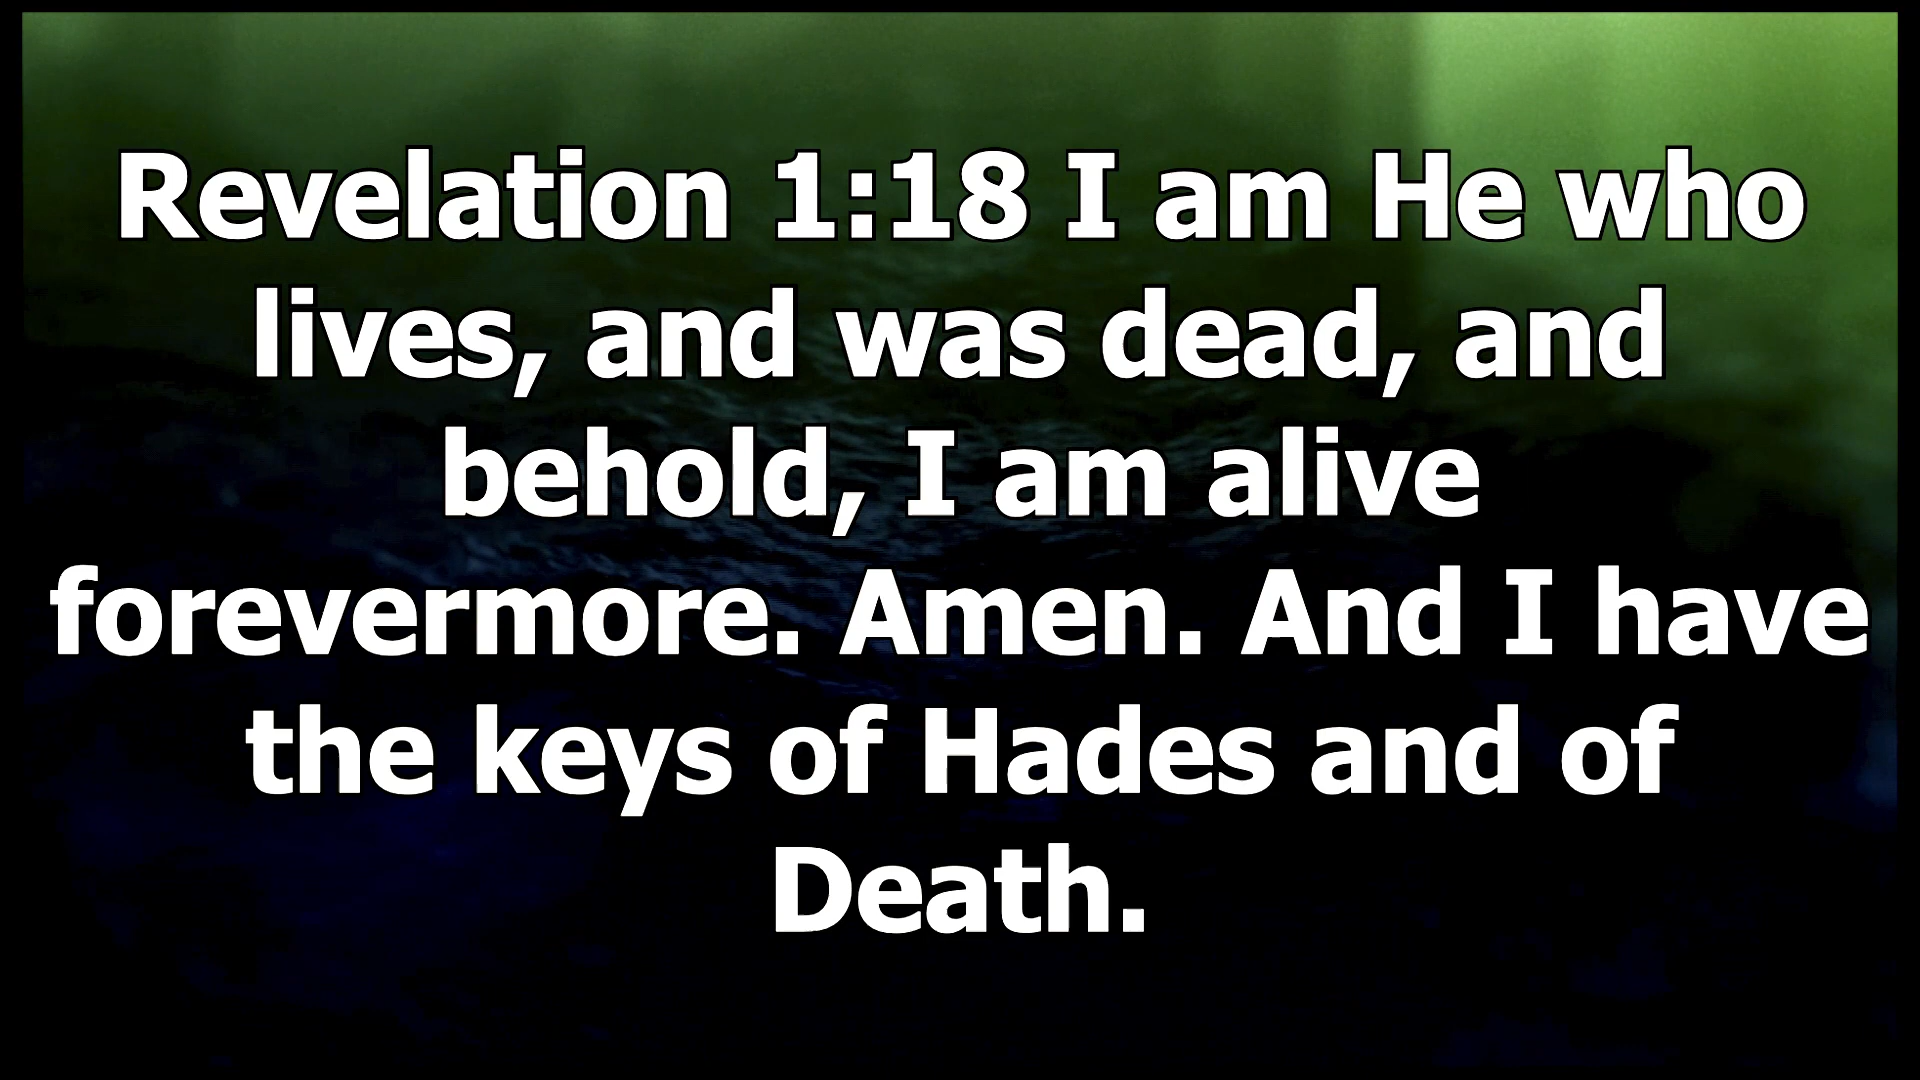 Revelation 1:18 I am He who
lives, and was dead, and
behold, I am alive
forevermore. Amen. And I have
the keys of Hades and of
Death.